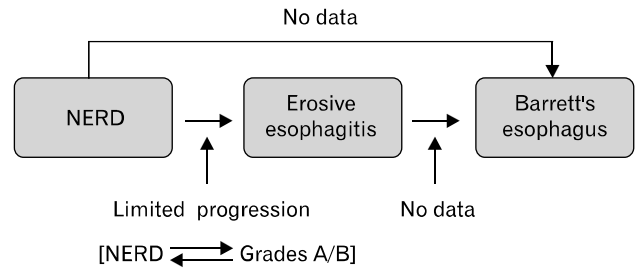 No data
NERD
Erosive
esophagitis
Barrett's
esophagus
Limited progression
No data
[NERD Grades A/B]